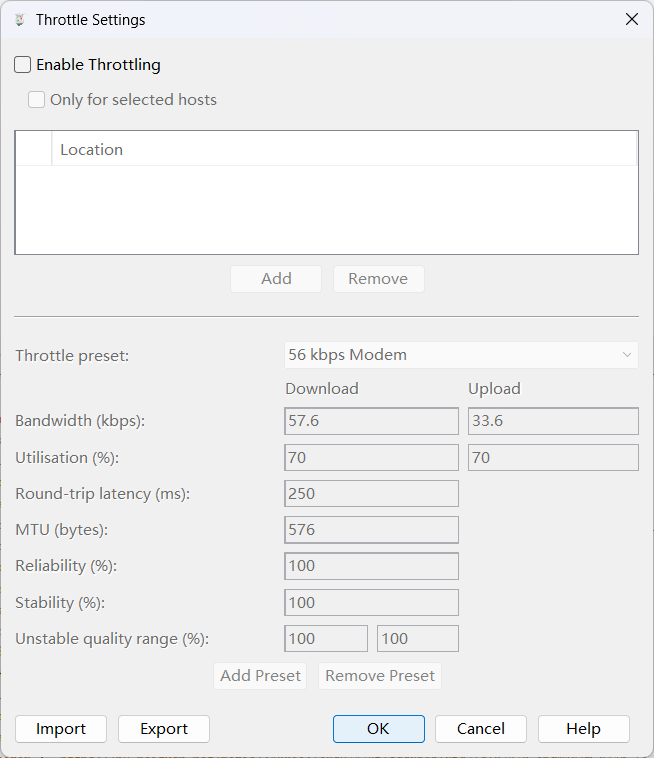 Throttle Settings
Enable Throttling
Only for selected hosts
Location
Add Remove
Throttle preset: 56 kbps Modem
Download Upload
Bandwidth (kbps): 57.6 33.6
Utilisation (%): 70 70
Round-trip latency (ms): 250
MTU (bytes): 576
Reliability (%): 100
Stability (%): 100
Unstable quality range (%): 100 100
Add Preset Remove Preset
Import Export OK Cancel Help